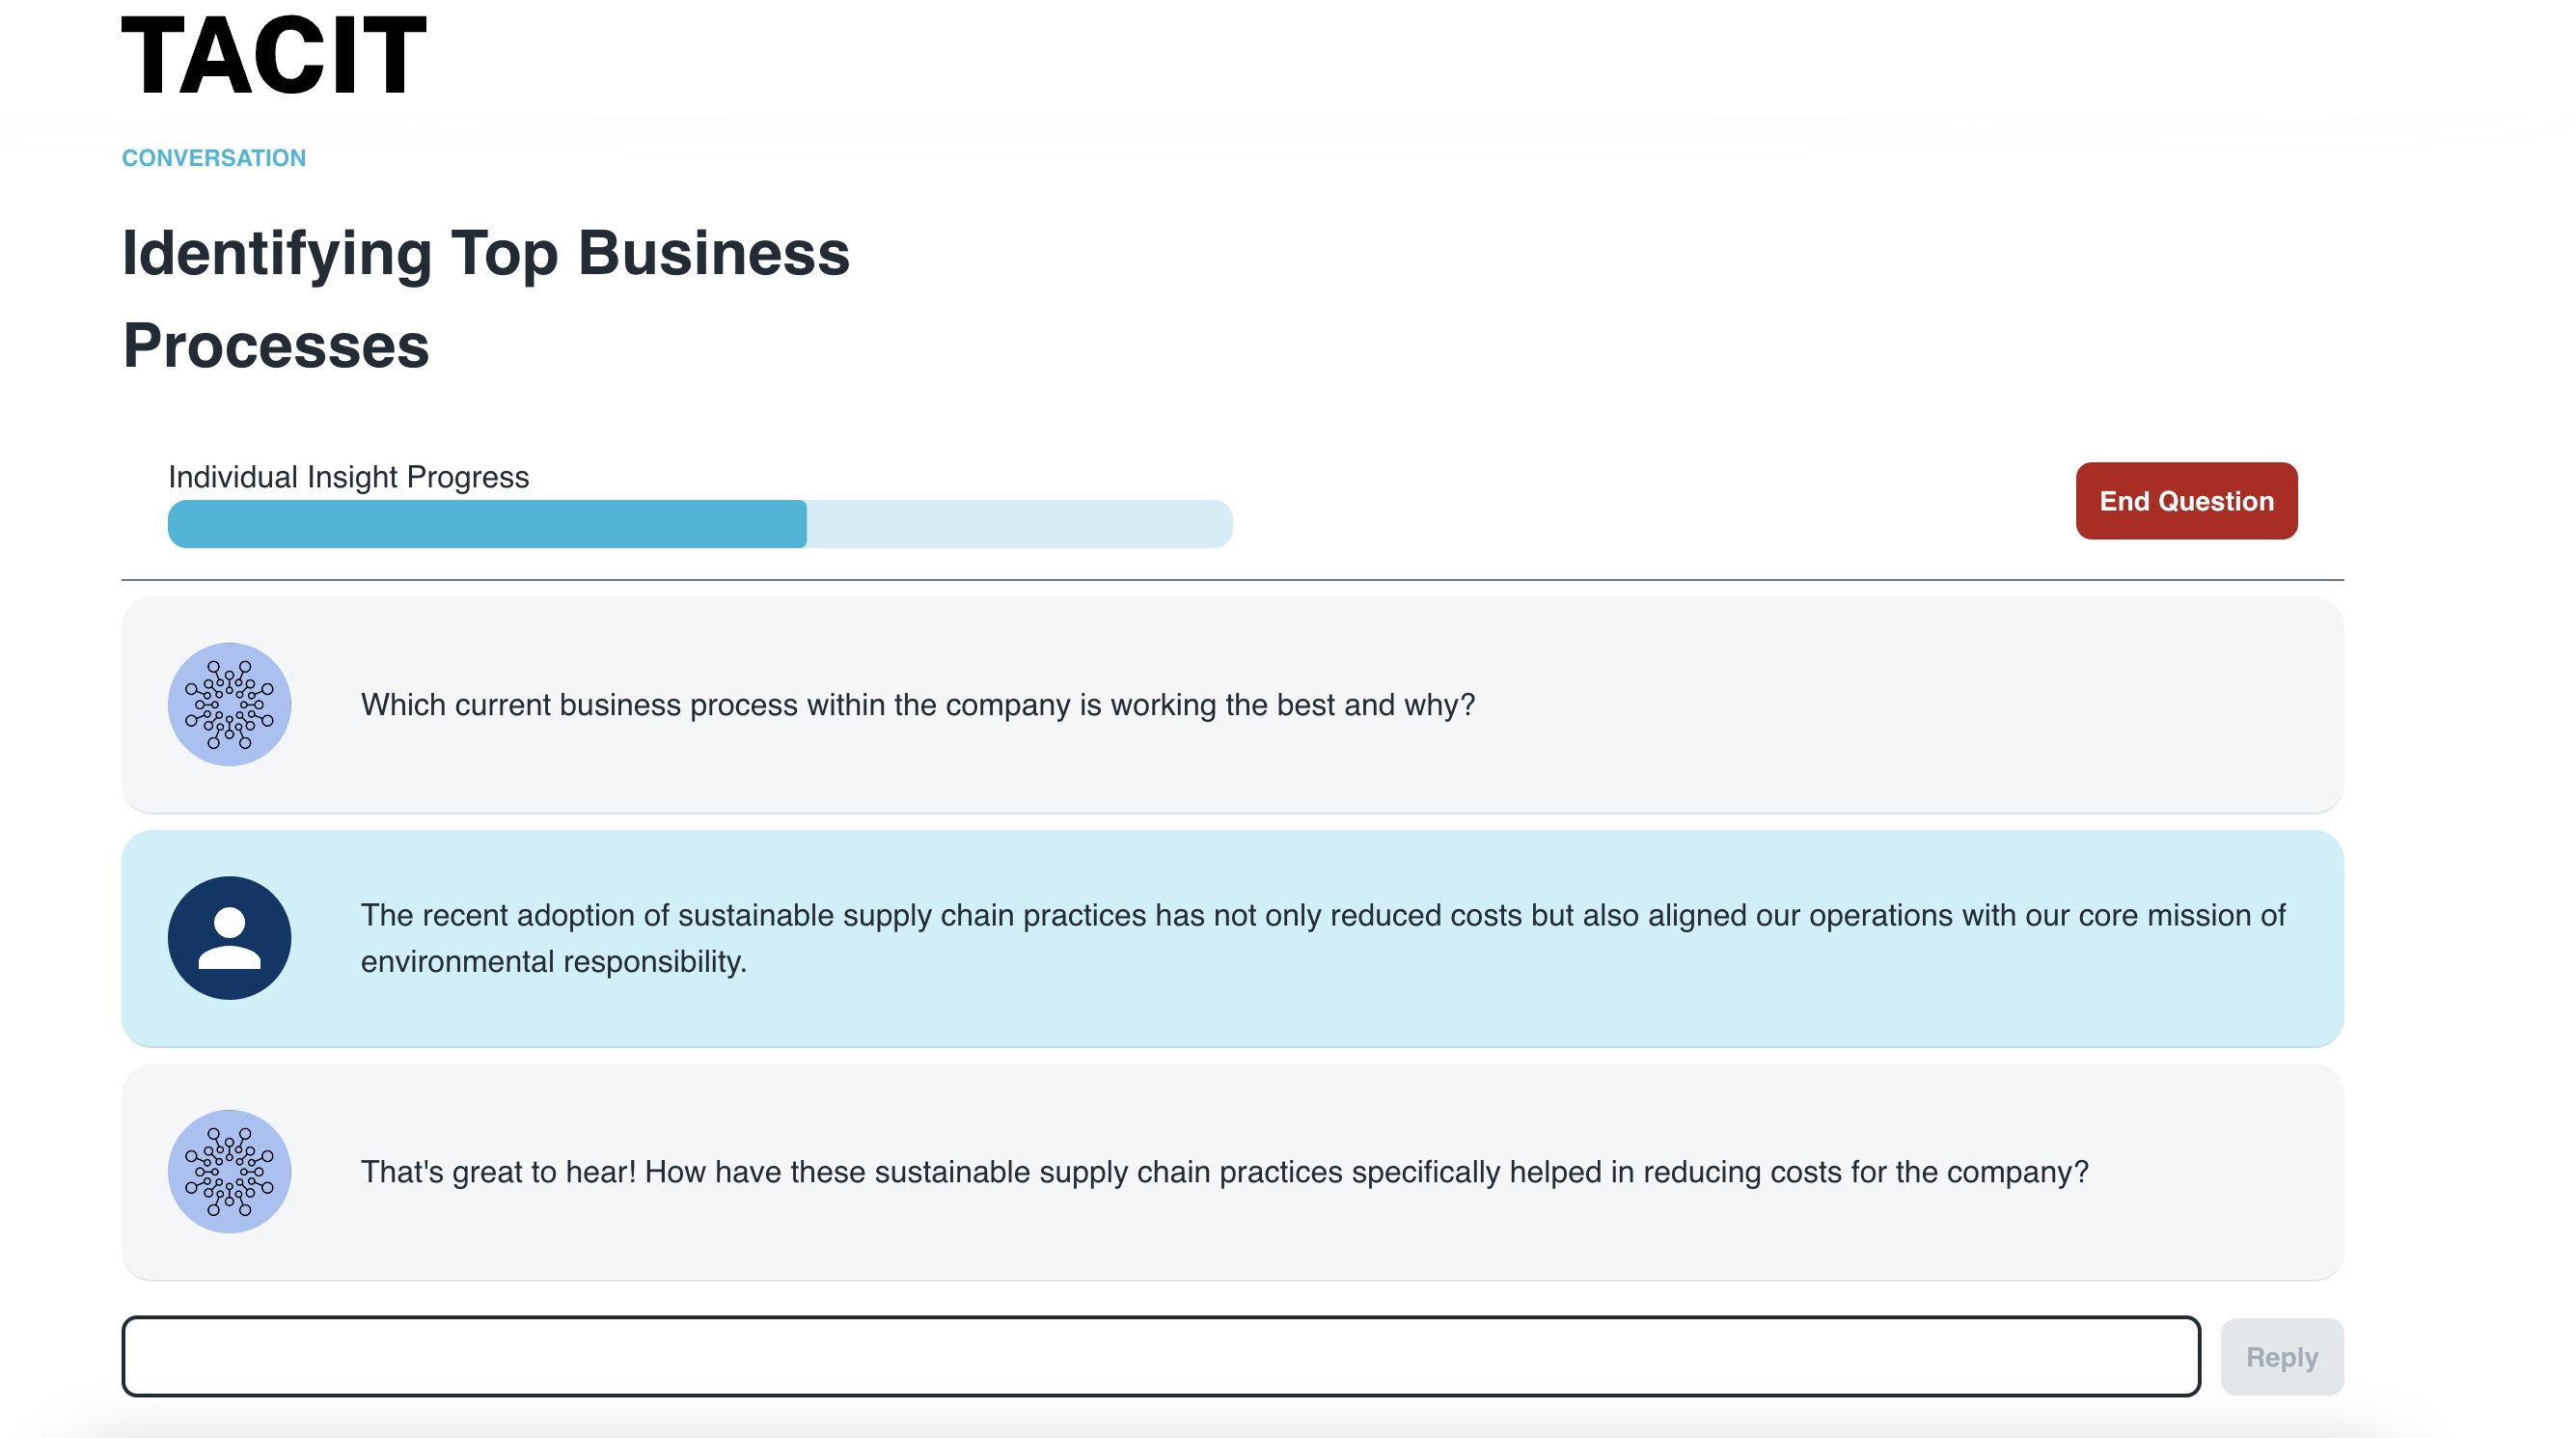 TACIT
CONVERSATION
Identifying Top Business
Processes
Individual Insight Progress
End Question
Which current business process within the company is working the best and why?
The recent adoption of sustainable supply chain practices has not only reduced costs but also aligned our operations with our core mission of
environmental responsibility.
That's great to hear! How have these sustainable supply chain practices specifically helped in reducing costs for the company?
Reply